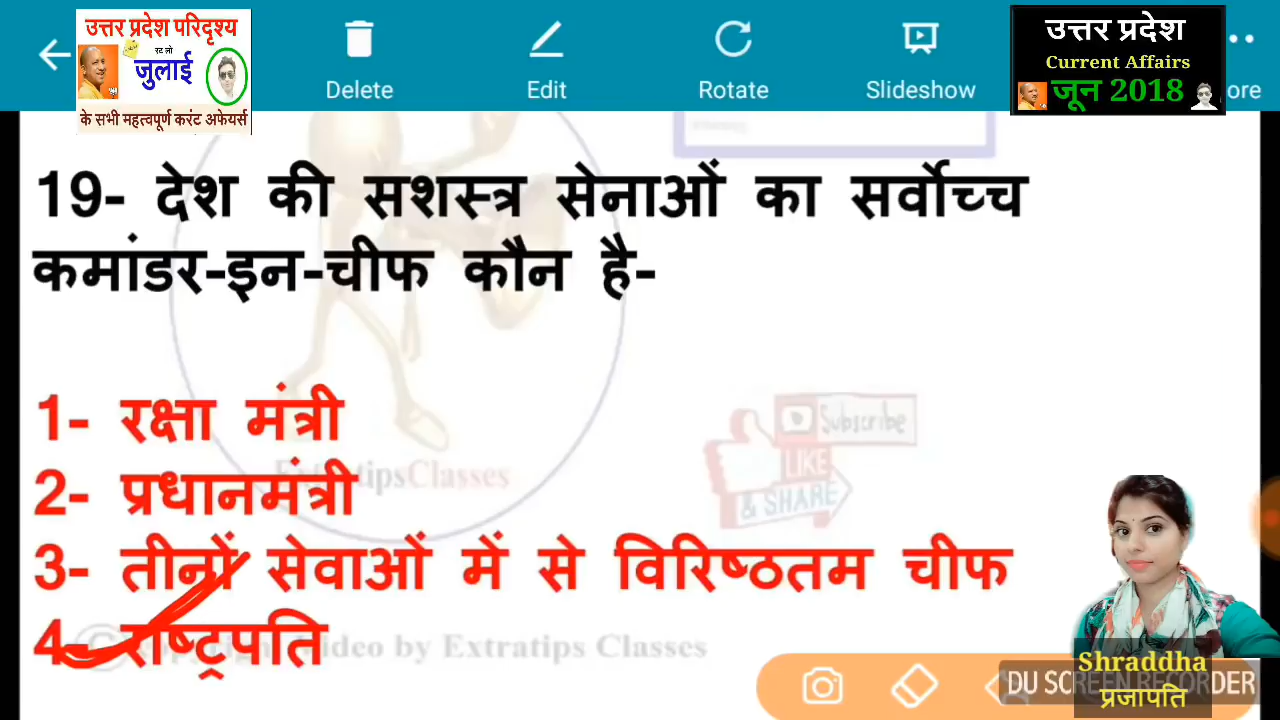 उत्तर प्रदेश परिदृश्य
रट लो
जुलाई
के सभी महत्वपूर्ण करंट अफेयर्स
Delete
Edit
Rotate
Slideshow
ore
उत्तर प्रदेश
Current Affairs
जून 2018
19- देश की सशस्त्र सेनाओं का सर्वोच्च
कमांडर-इन-चीफ कौन है-
1- रक्षा मंत्री
Subscribe
LIKE
& SHARE
ExtratipsClasses
2- प्रधानमंत्री
3- तीनों सेवाओं में से विरिष्ठतम चीफ
4- राष्ट्रपति
Video by Extratips Classes
DU SCREEN RECORDER
Shraddha
प्रजापति